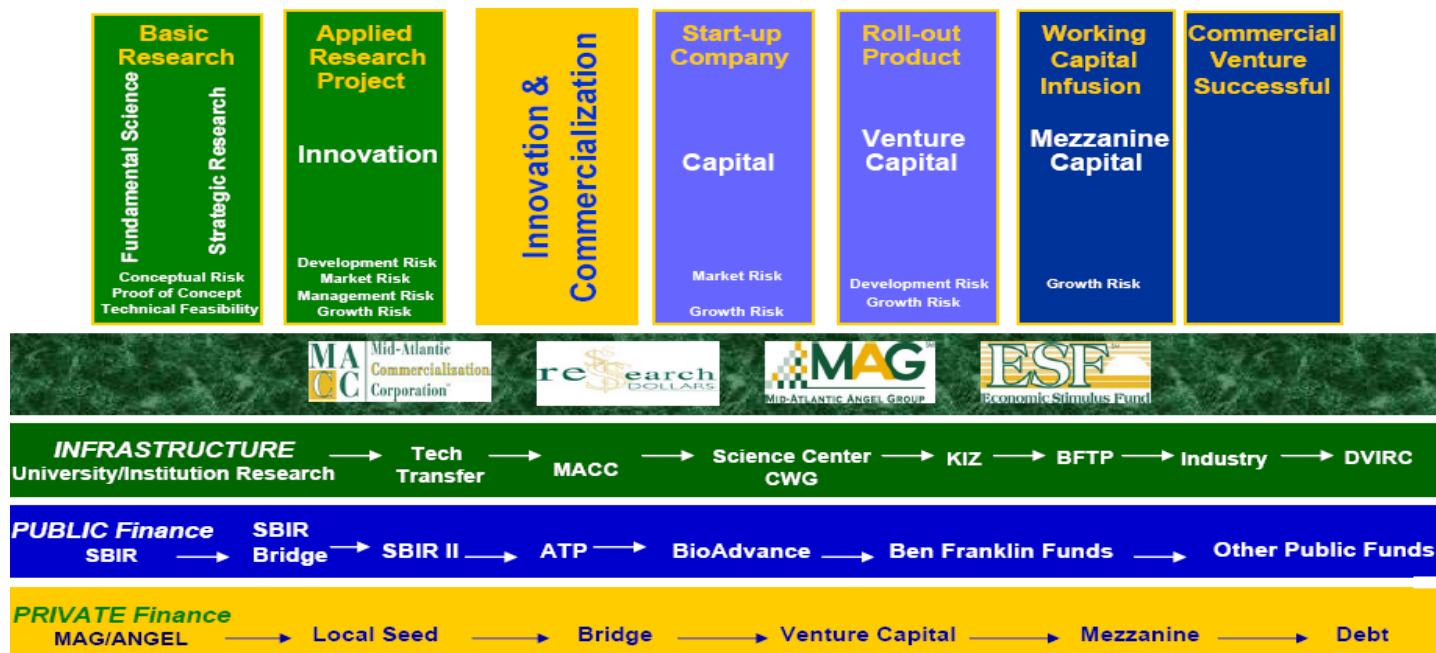 Basic
Research
Fundamental Science
Strategic Research
Conceptual Risk
Proof of Concept
Technical Feasibility
Applied
Research
Project
Innovation
Development Risk
Market Risk
Management Risk
Growth Risk
Innovation &
Commercialization
Start-up
Company
Capital
Market Risk
Growth Risk
Roll-out
Product
Venture
Capital
Development Risk
Growth Risk
Working
Capital
Infusion
Mezzanine
Capital
Growth Risk
Commercial
Venture
Successful
MA
CC
Mid-Atlantic
Commercialization
Corporation
re$earch
DOLLARS
MAG
MID-ATLANTIC ANGEL GROUP
ESF
Economic Stimulus Fund
INFRASTRUCTURE
University/Institution Research
Tech
Transfer
MACC
Science Center
CWG
KIZ
BFTP
Industry
DVIRC
PUBLIC Finance
SBIR
SBIR
Bridge
SBIR II
ATP
BioAdvance
Ben Franklin Funds
Other Public Funds
PRIVATE Finance
MAG/ANGEL
Local Seed
Bridge
Venture Capital
Mezzanine
Debt